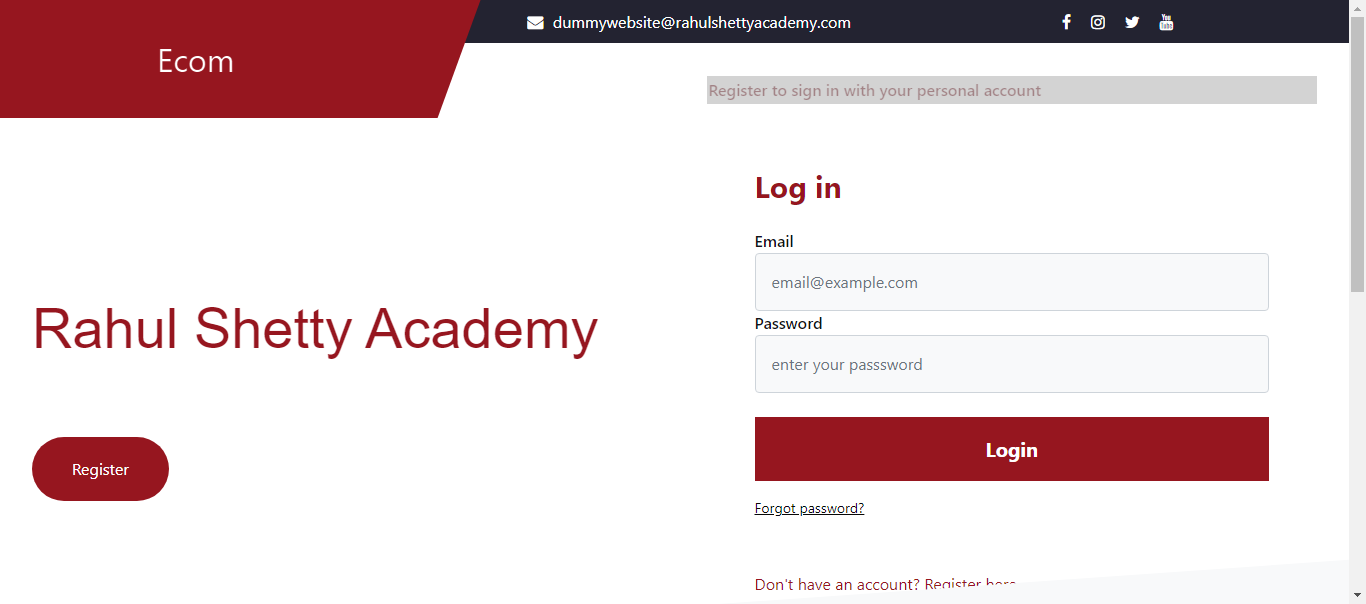 dummywebsite@rahulshettyacademy.com
Ecom
Register to sign in with your personal account
Log in
Email
email@example.com
Password
enter your passsword
Login
Forgot password?
Don't have an account? Register here
Rahul Shetty Academy
Register